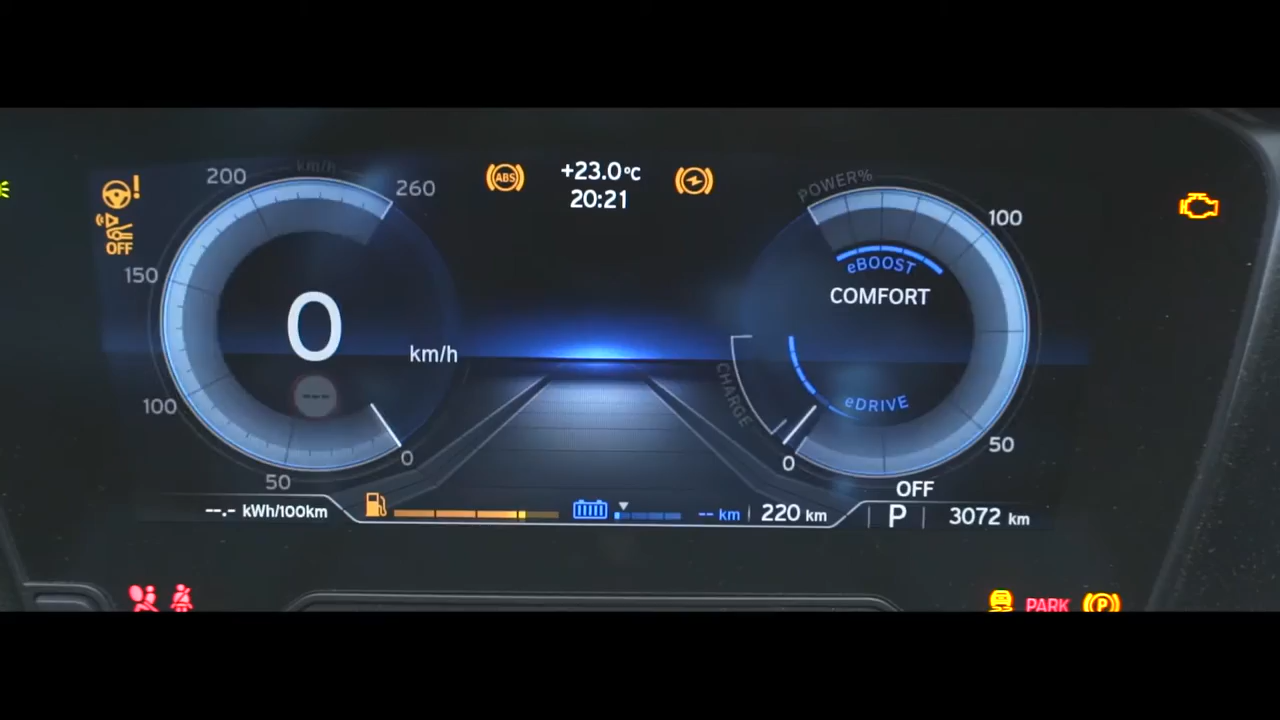 +23.0°C
20:21
ABS
OFF
km/h
200
260
150
100
50
0
0
km/h
---
POWER%
100
eBOOST
COMFORT
CHARGE
eDRIVE
50
0
OFF
--.- kWh/100km
-- km
220 km
P
3072 km
PARK
P